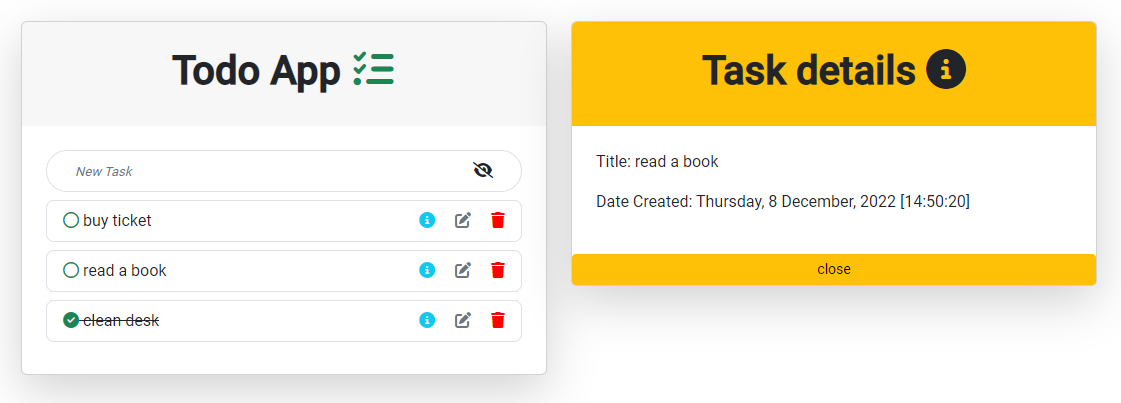 Todo App
New Task
buy ticket
read a book
clean desk
Task details
Title: read a book
Date Created: Thursday, 8 December, 2022 [14:50:20]
close